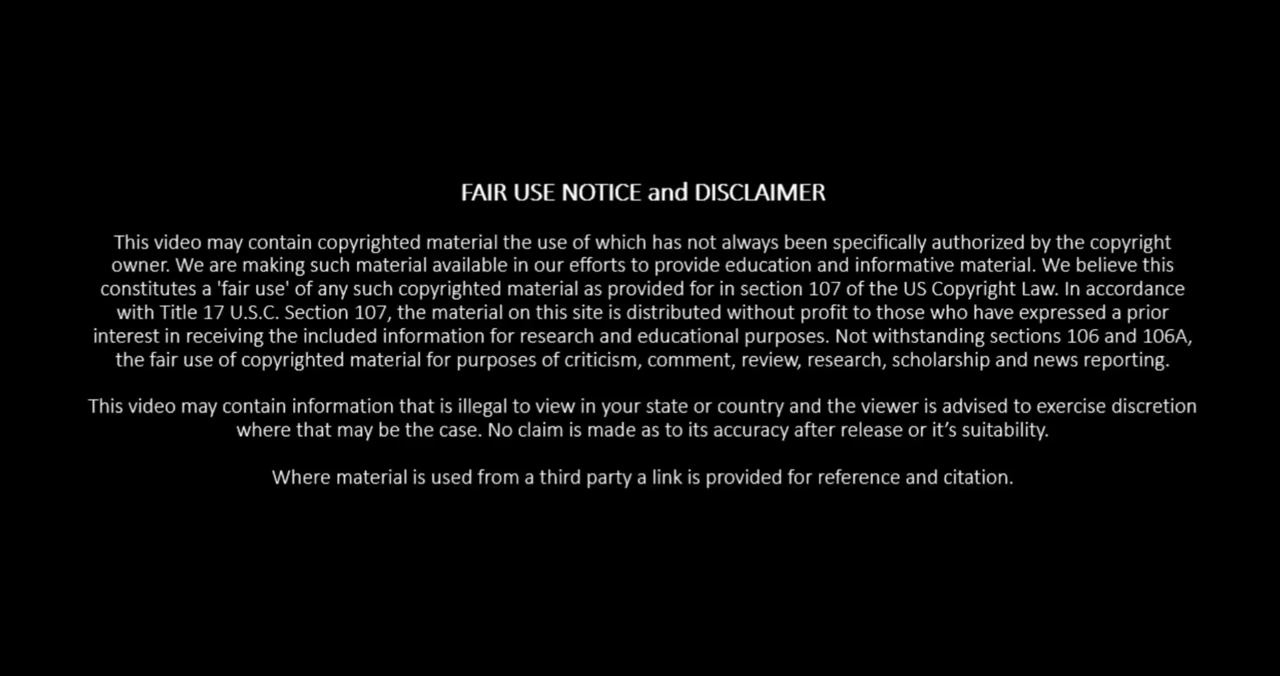 FAIR USE NOTICE and DISCLAIMER
This video may contain copyrighted material the use of which has not always been specifically authorized by the copyright
owner. We are making such material available in our efforts to provide education and informative material. We believe this
constitutes a 'fair use' of any such copyrighted material as provided for in section 107 of the US Copyright Law. In accordance
with Title 17 U.S.C. Section 107, the material on this site is distributed without profit to those who have expressed a prior
interest in receiving the included information for research and educational purposes. Not withstanding sections 106 and 106A,
the fair use of copyrighted material for purposes of criticism, comment, review, research, scholarship and news reporting.
This video may contain information that is illegal to view in your state or country and the viewer is advised to exercise discretion
where that may be the case. No claim is made as to its accuracy after release or it’s suitability.
Where material is used from a third party a link is provided for reference and citation.